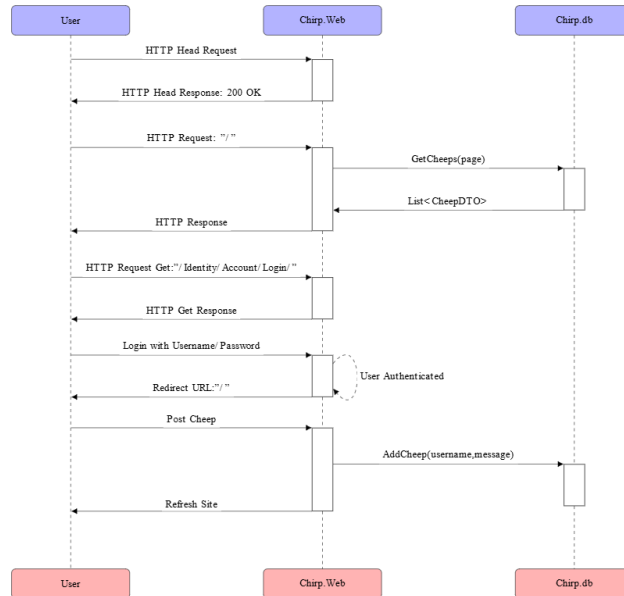 User
Chirp.Web
Chirp.db
HTTP Head Request
HTTP Head Response: 200 OK
HTTP Request: "/"
GetCheeps(page)
List<CheepDTO>
HTTP Response
HTTP Request Get:"/Identity/Account/Login/"
HTTP Get Response
Login with Username/Password
User Authenticated
Redirect URL:"/"
Post Cheep
AddCheep(username,message)
Refresh Site
User
Chirp.Web
Chirp.db